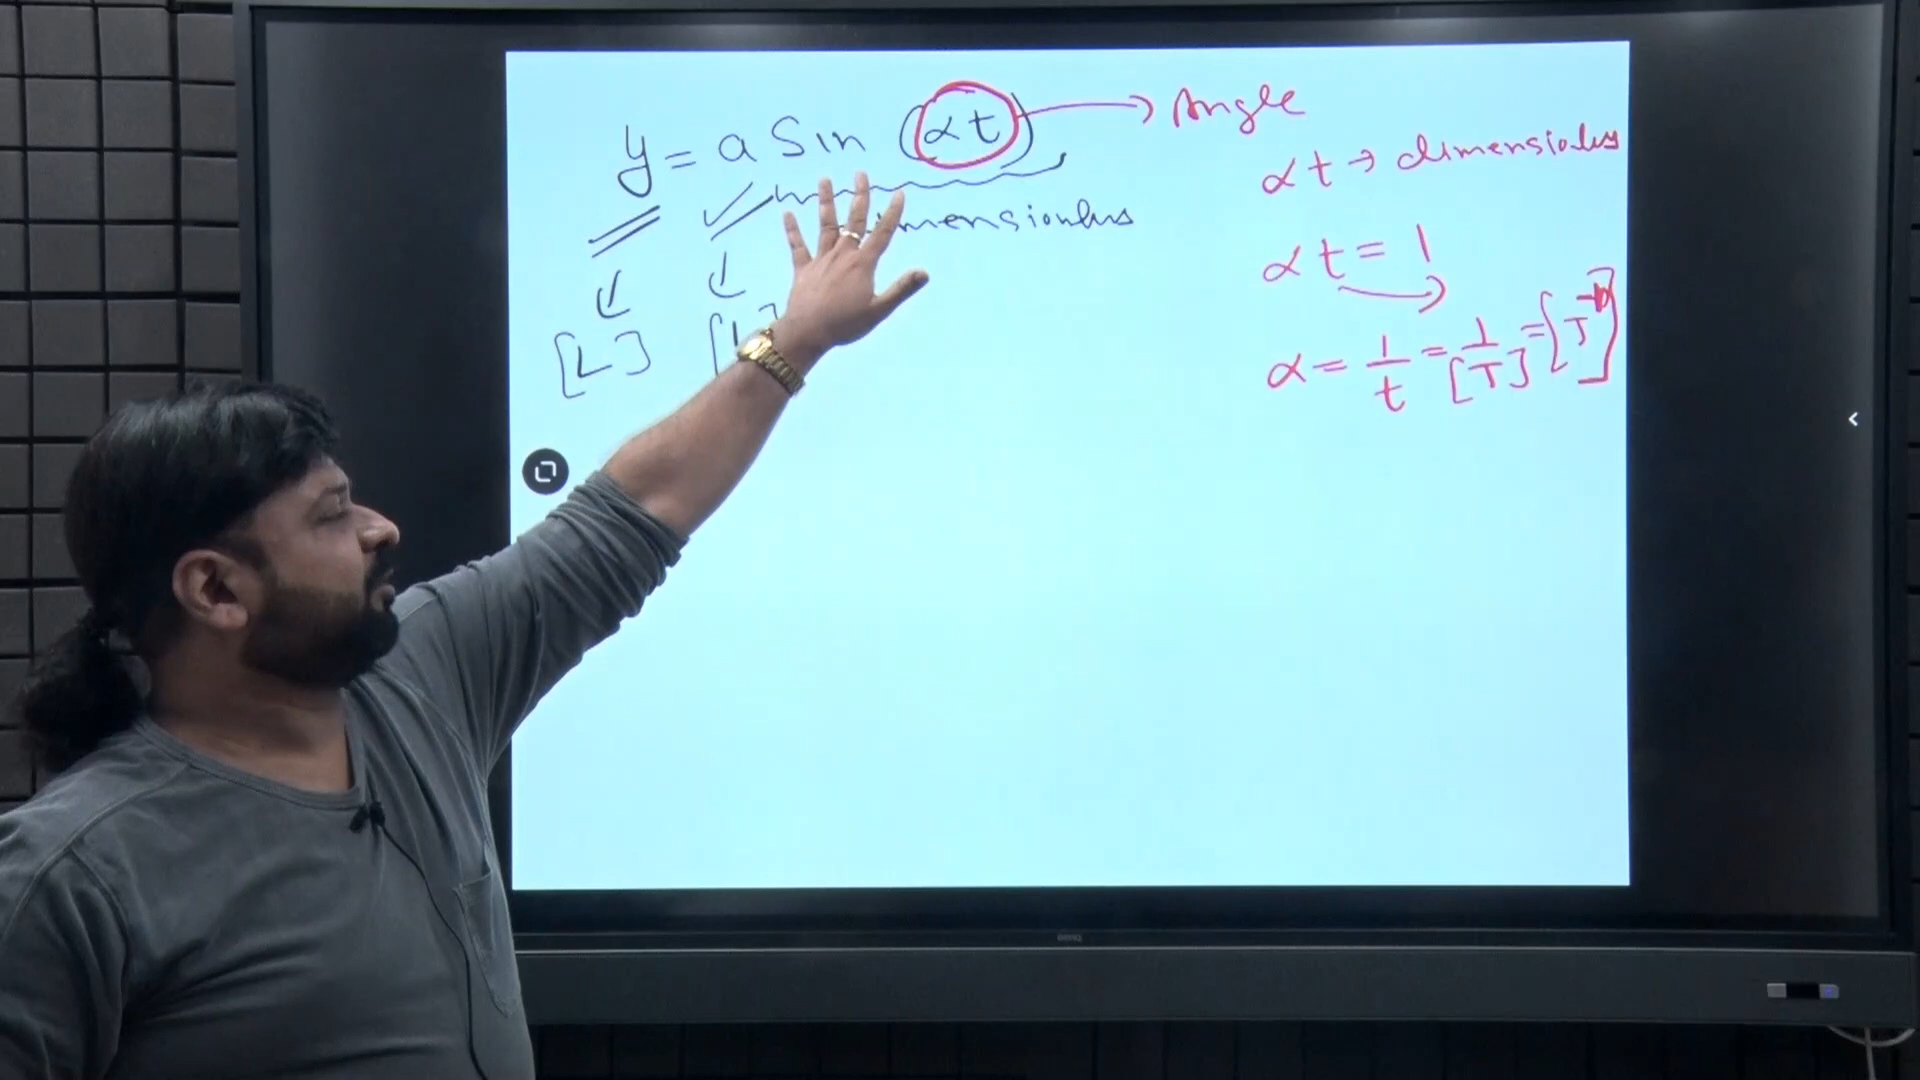 y = a Sin (αt) → Angle
αt → dimensionless
dimensionless
αt = 1
[L] [L]
α = 1/t = 1/[T] = [T⁻¹]